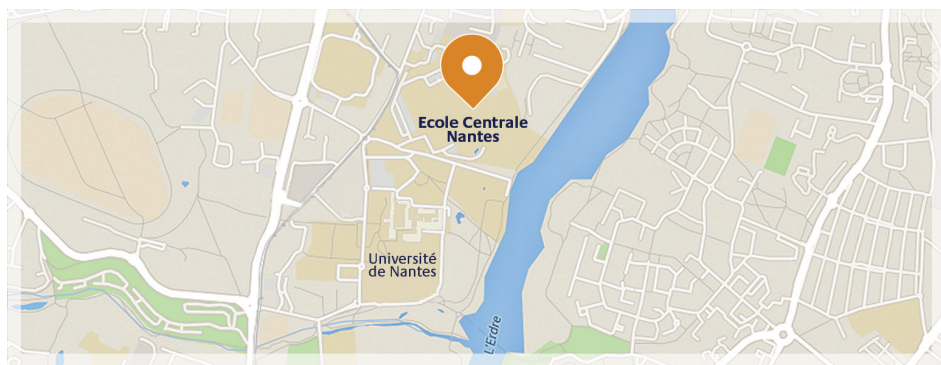 Ecole Centrale
Nantes
Université
de Nantes
L'Erdre